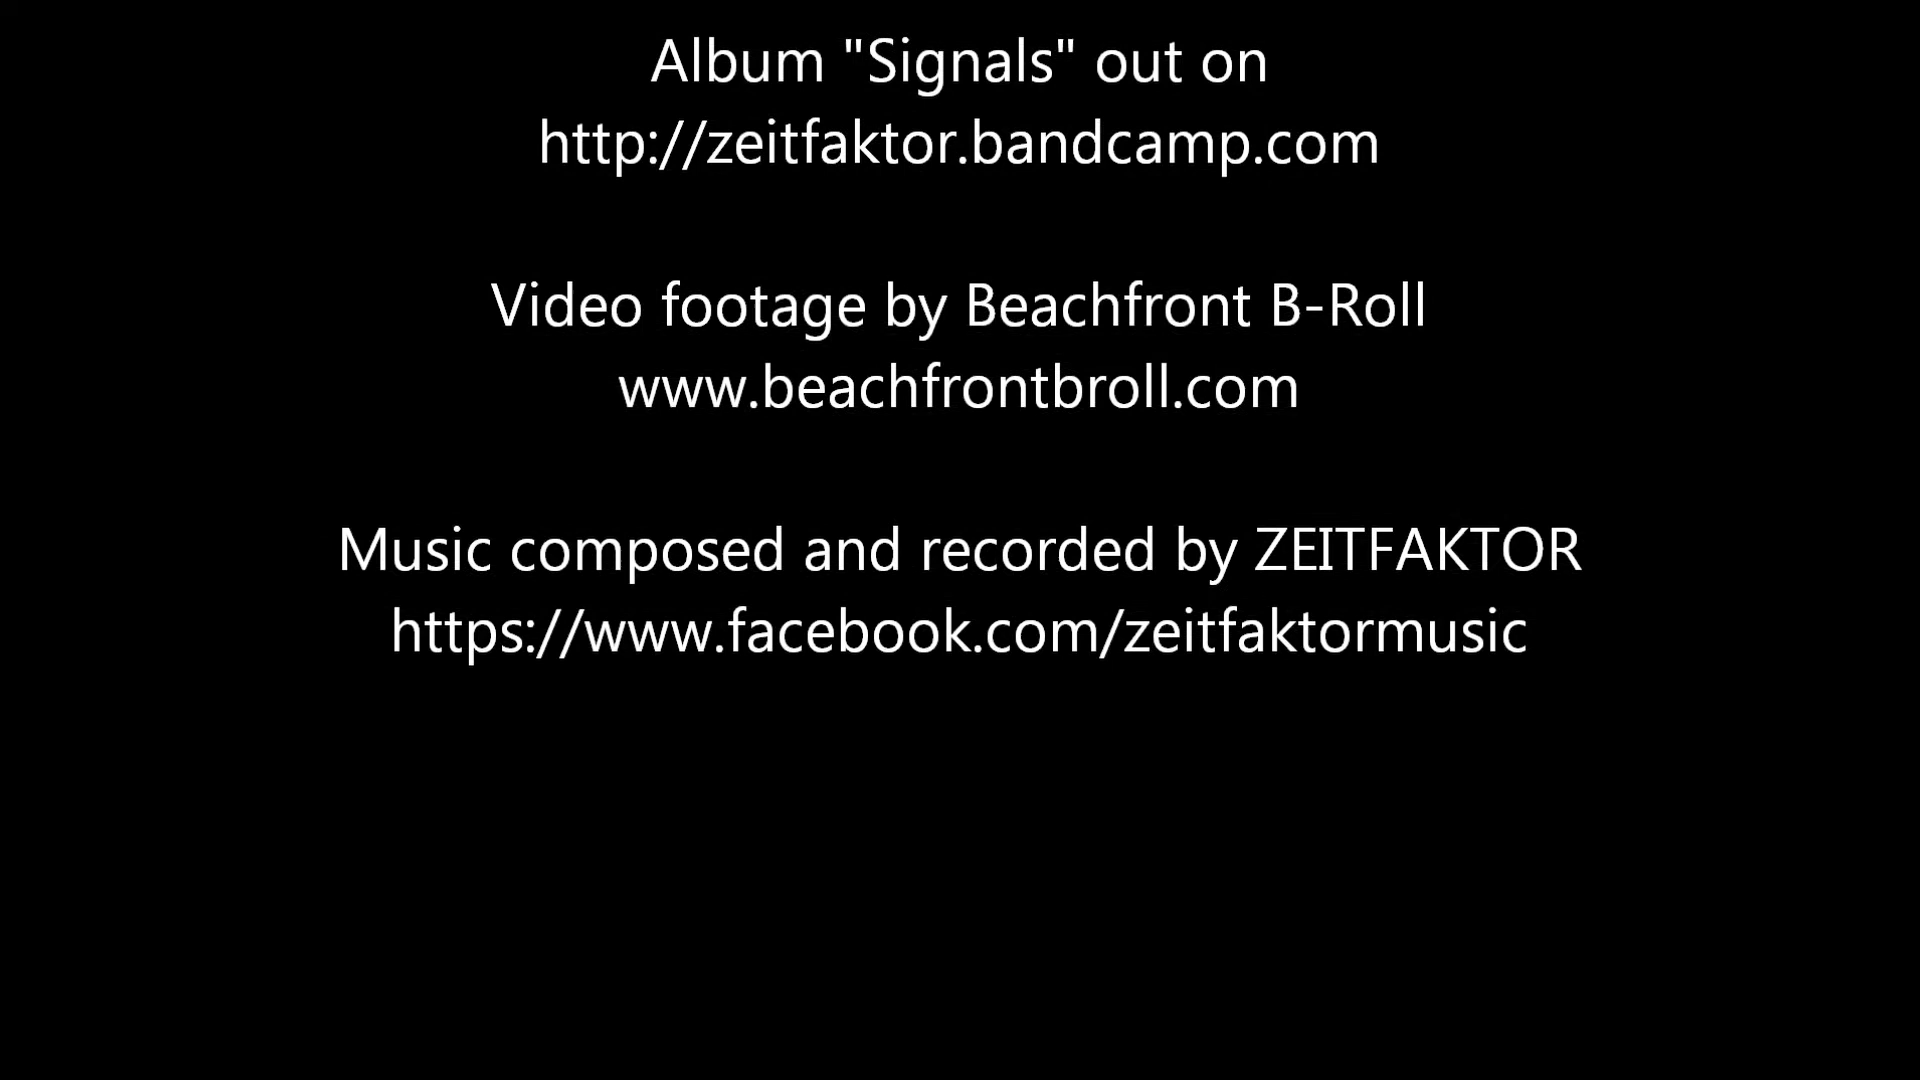 Album "Signals" out on
http://zeitfaktor.bandcamp.com
Video footage by Beachfront B-Roll
www.beachfrontbroll.com
Music composed and recorded by ZEITFAKTOR
https://www.facebook.com/zeitfaktormusic